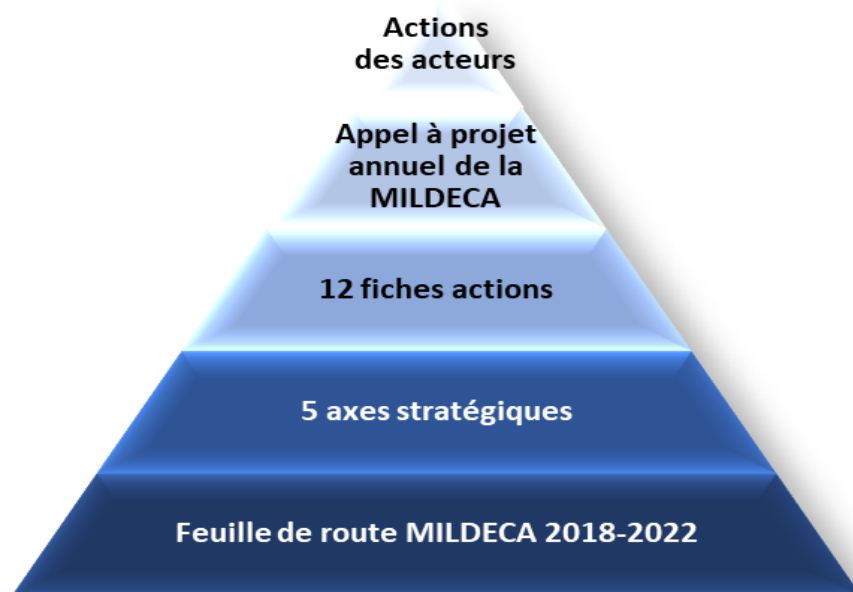 Actions
des acteurs
Appel à projet
annuel de la
MILDECA
12 fiches actions
5 axes stratégiques
Feuille de route MILDECA 2018-2022